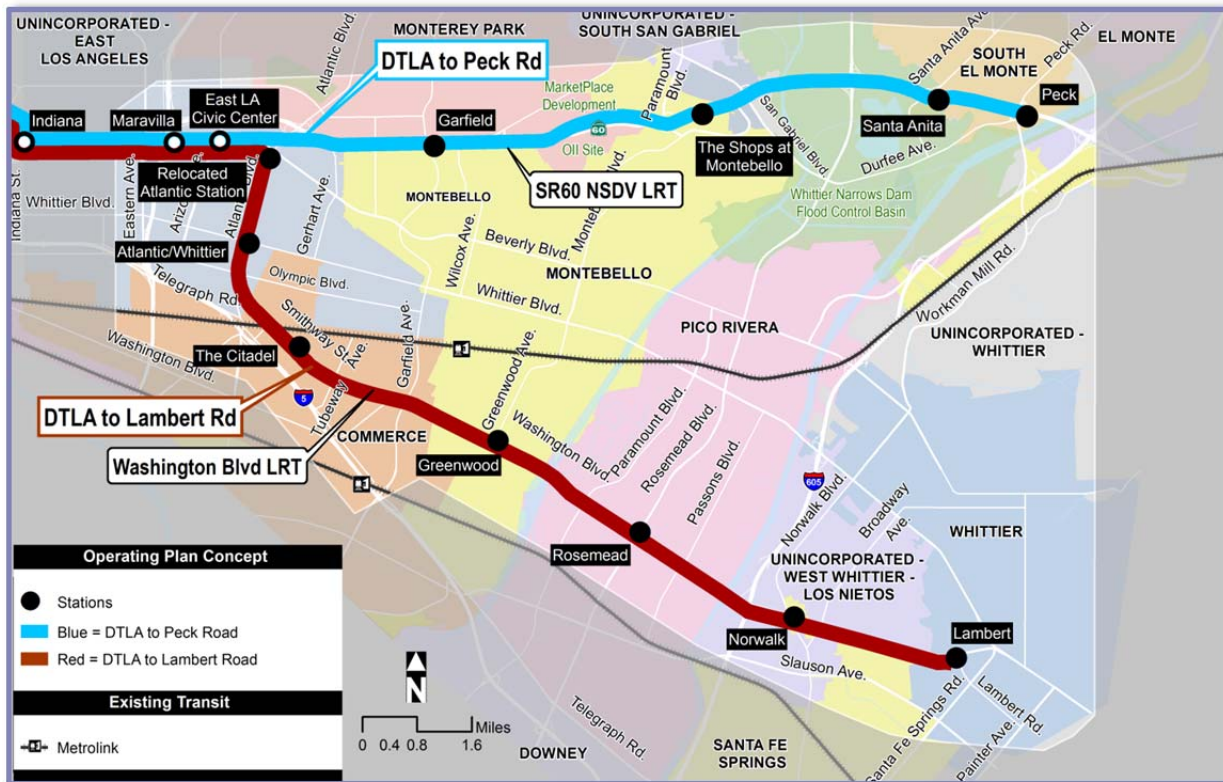 UNINCORPORATED -
EAST
LOS ANGELES
MONTEREY PARK
UNINCORPORATED -
SOUTH SAN GABRIEL
EL MONTE
SOUTH
EL MONTE
Atlantic Blvd.
DTLA to Peck Rd
Paramount
Blvd.
Santa Anita Ave.
Peck Rd.
Indiana
Maravilla
East LA
Civic Center
Garfield
MarketPlace
Development
60
OII Site
The Shops at
Montebello
San Gabriel Blvd.
Santa Anita
Peck
Durfee Ave.
Relocated
Atlantic Station
Indiana St.
Eastern Ave.
Whittier Blvd.
Gerhart Ave.
MONTEBELLO
SR60 NSDV LRT
Whittier Narrows Dam
Flood Control Basin
Atlantic/Whittier
Wilcox Ave.
Beverly Blvd.
MONTEBELLO
Olympic Blvd.
Telegraph Rd.
Whittier Blvd.
Workman Mill Rd.
Smithway St.
Garfield Ave.
Washington Blvd.
The Citadel
PICO RIVERA
UNINCORPORATED -
WHITTIER
Greenwood Ave.
DTLA to Lambert Rd
5
Tubeway
Ave.
COMMERCE
Washington Blvd LRT
Greenwood
Washington Blvd.
Paramount Blvd.
Rosemead Blvd.
Passons Blvd.
605
Norwalk Blvd.
Broadway
Ave.
WHITTIER
Rosemead
UNINCORPORATED -
WEST WHITTIER -
LOS NIETOS
Norwalk
Lambert
Slauson Ave.
Santa Fe Springs Rd.
Lambert Rd.
Painter Ave.
Telegraph Rd.
DOWNEY
SANTA FE
SPRINGS
Operating Plan Concept
Stations
Blue = DTLA to Peck Road
Red = DTLA to Lambert Road
Existing Transit
Metrolink
N
Miles
0 0.4 0.8 1.6